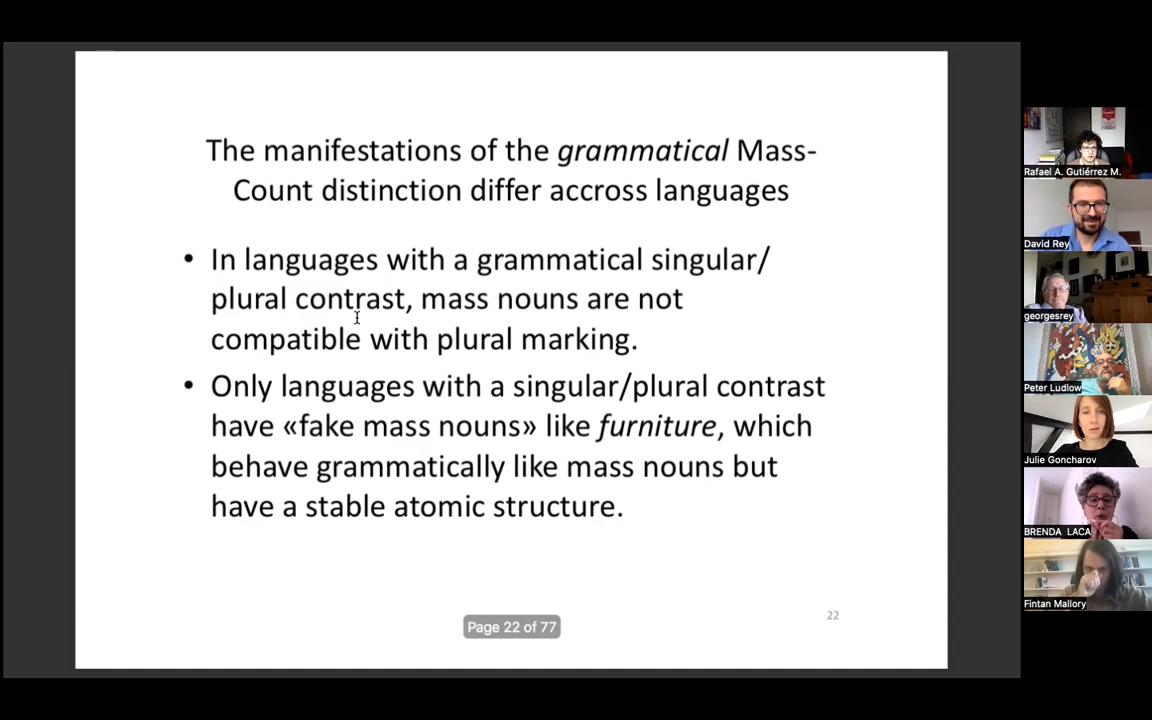 The manifestations of the grammatical Mass-
Count distinction differ accross languages
• In languages with a grammatical singular/
plural contrast, mass nouns are not
compatible with plural marking.
• Only languages with a singular/plural contrast
have «fake mass nouns» like furniture, which
behave grammatically like mass nouns but
have a stable atomic structure.
22
Page 22 of 77
Rafael A. Gutiérrez M.
David Rey
georgesrey
Peter Ludlow
Julie Goncharov
BRENDA LACA
Fintan Mallory